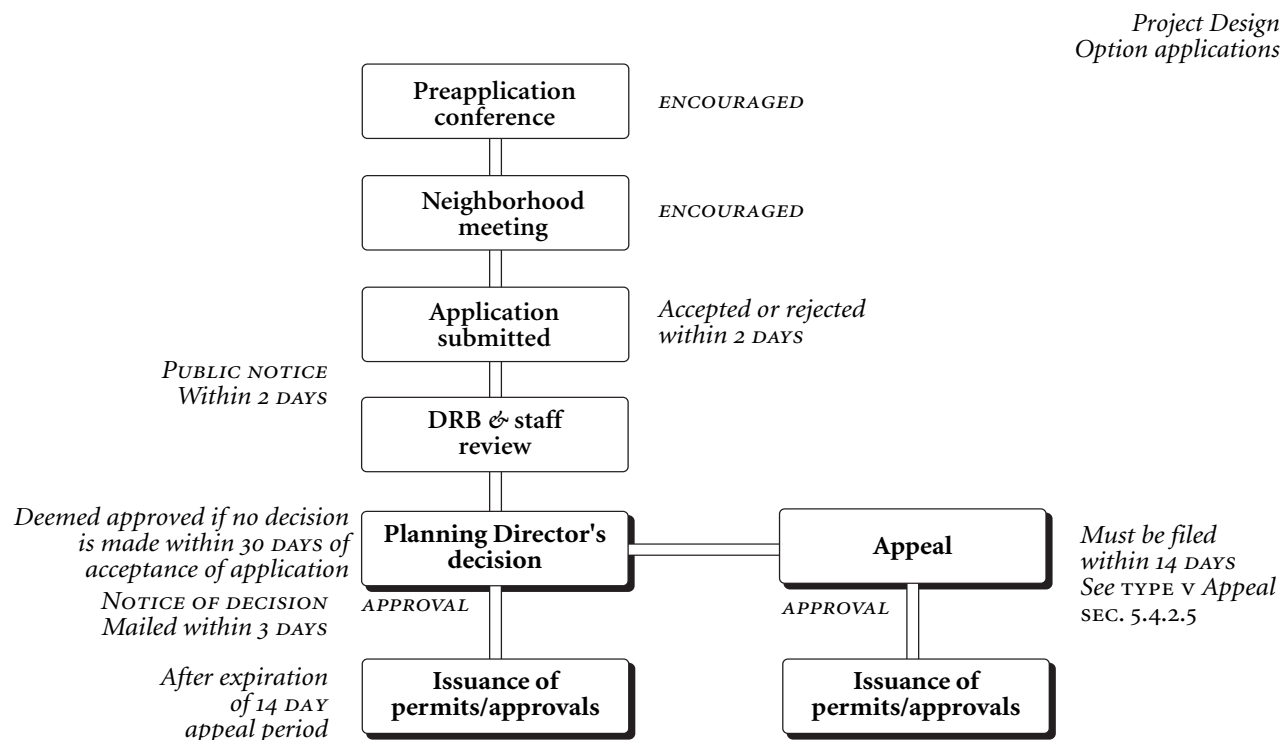 Project Design
Option applications
Preapplication
conference
ENCOURAGED
Neighborhood
meeting
ENCOURAGED
Application
submitted
Accepted or rejected
within 2 DAYS
PUBLIC NOTICE
Within 2 DAYS
DRB & staff
review
Deemed approved if no decision
is made within 30 DAYS of
acceptance of application
Planning Director's
decision
Appeal
Must be filed
within 14 DAYS
See TYPE V Appeal
SEC. 5.4.2.5
NOTICE OF DECISION
Mailed within 3 DAYS
APPROVAL
APPROVAL
After expiration
of 14 DAY
appeal period
Issuance of
permits/approvals
Issuance of
permits/approvals